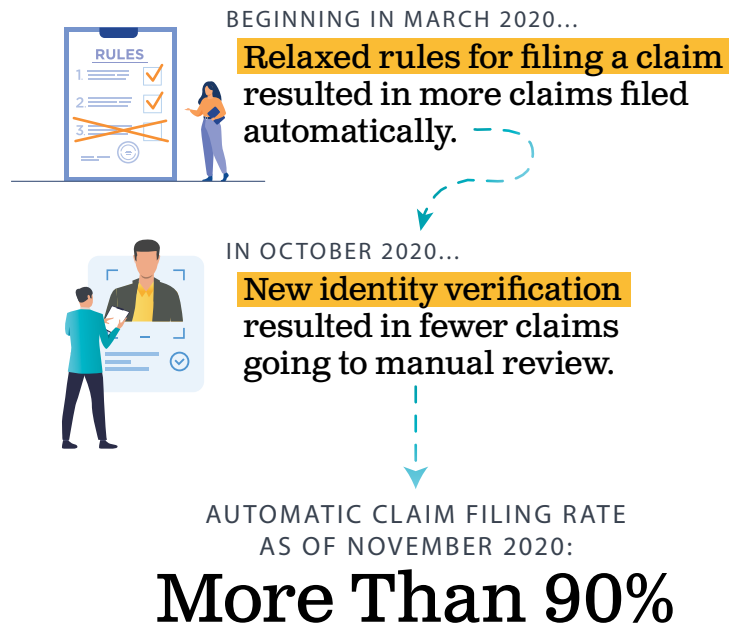 BEGINNING IN MARCH 2020...
Relaxed rules for filing a claim
resulted in more claims filed
automatically.
RULES
1.
2.
3.
IN OCTOBER 2020...
New identity verification
resulted in fewer claims
going to manual review.
AUTOMATIC CLAIM FILING RATE
AS OF NOVEMBER 2020:
More Than 90%